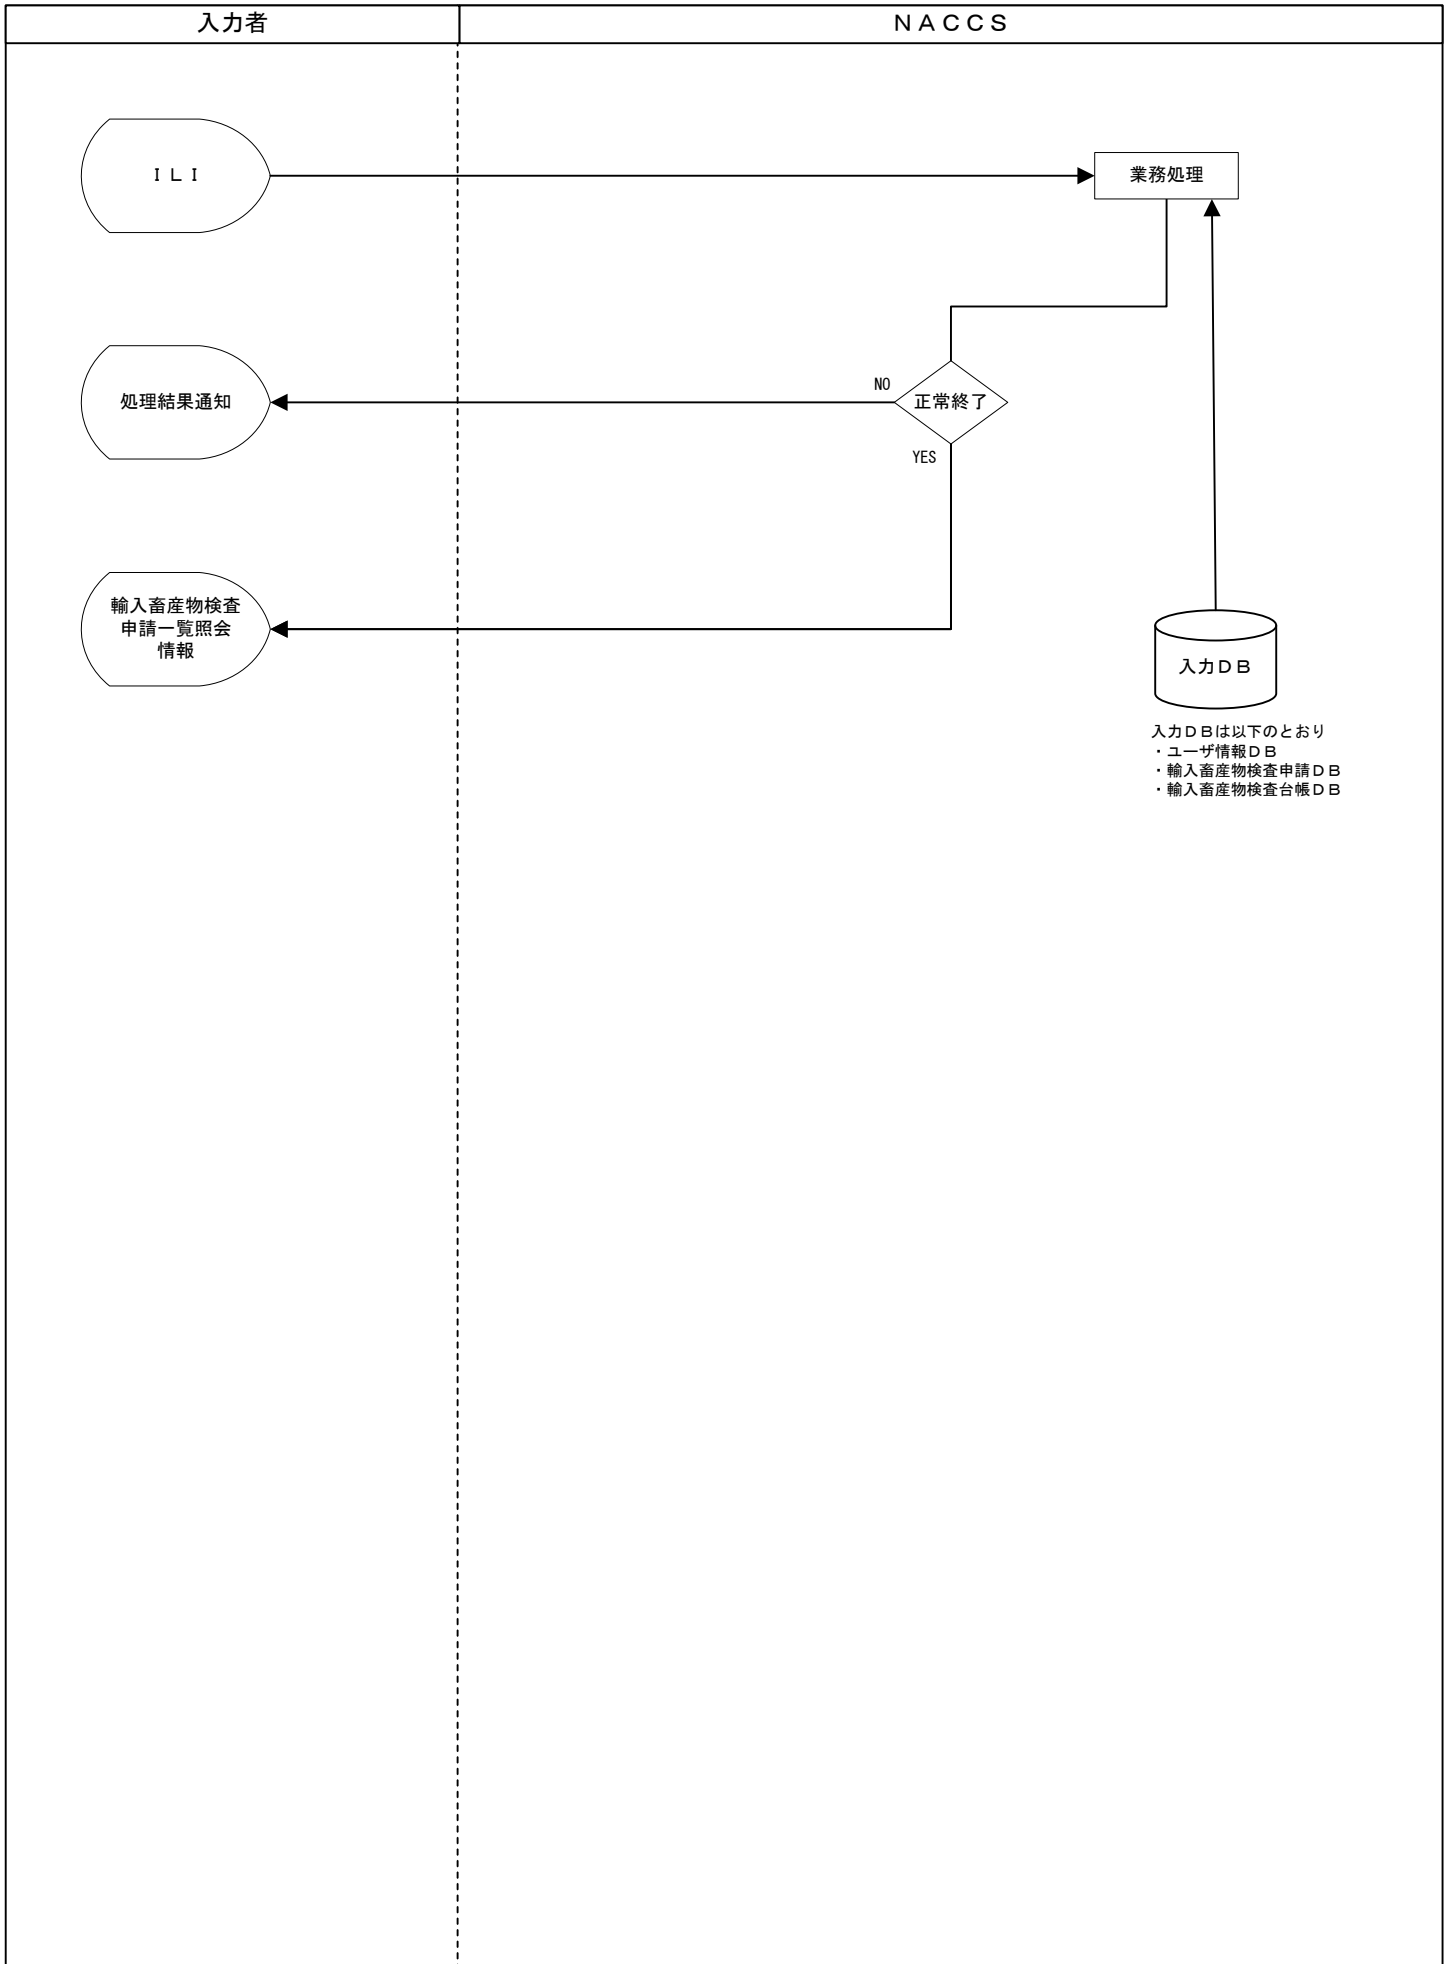 入力者
ＮＡＣＣＳ
ＩＬＩ
業務処理
処理結果通知
NO
正常終了
YES
輸入畜産物検査
申請一覧照会
情報
入力ＤＢ
入力ＤＢは以下のとおり
・ユーザ情報ＤＢ
・輸入畜産物検査申請ＤＢ
・輸入畜産物検査台帳ＤＢ